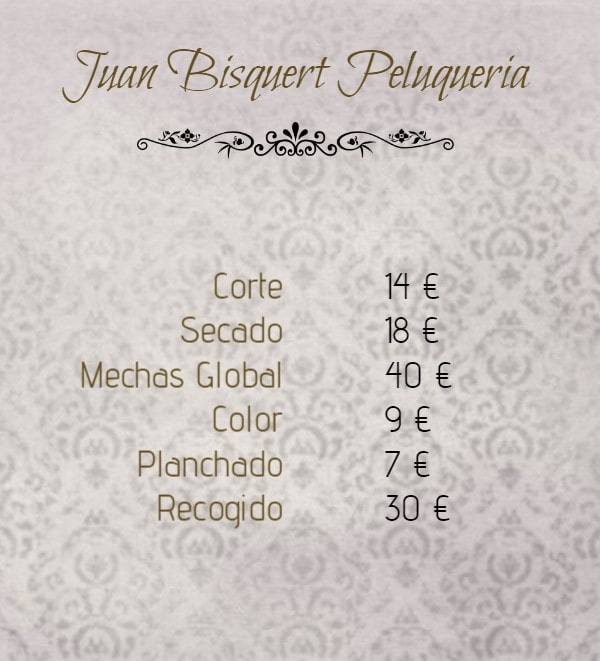 Juan Bisquert Peluqueria
Corte 14 €
Secado 18 €
Mechas Global 40 €
Color 9 €
Planchado 7 €
Recogido 30 €